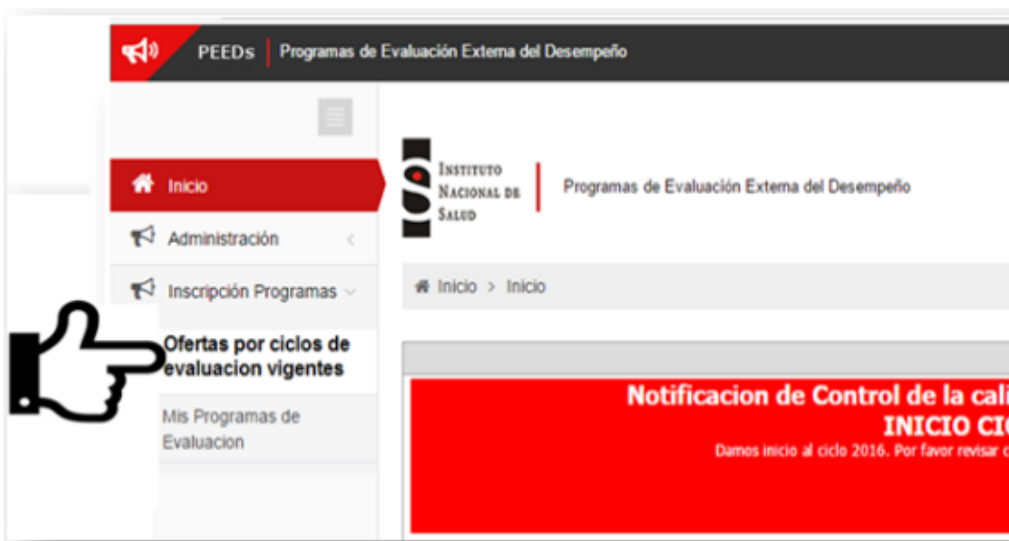 PEEDs Programas de Evaluación Externa del Desempeño
Inicio
Administración
Inscripción Programas
Ofertas por ciclos de
evaluacion vigentes
Mis Programas de
Evaluacion
INSTITUTO
NACIONAL DE
SALUD
Programas de Evaluación Externa del Desempeño
Inicio > Inicio
Notificacion de Control de la cali
INICIO CI
Damos inicio al ciclo 2016. Por favor revisar